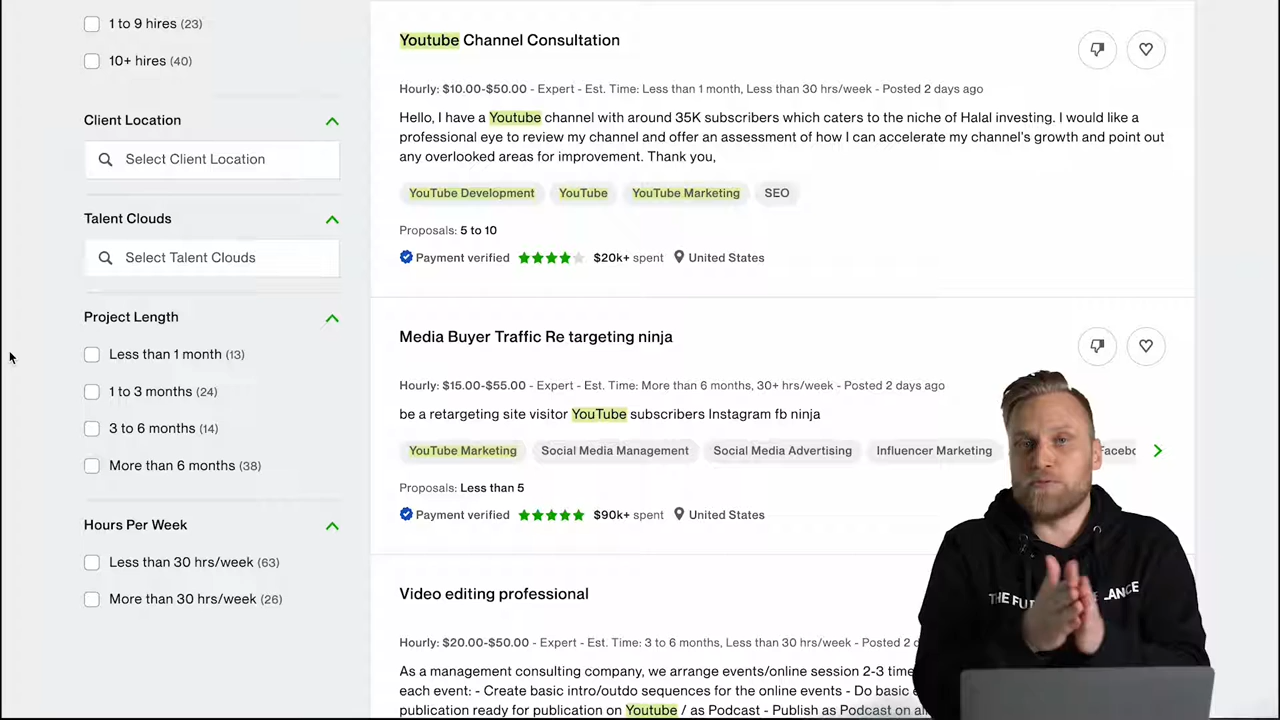 1 to 9 hires (23)
10+ hires (40)
Client Location
Select Client Location
Talent Clouds
Select Talent Clouds
Project Length
Less than 1 month (13)
1 to 3 months (24)
3 to 6 months (14)
More than 6 months (38)
Hours Per Week
Less than 30 hrs/week (63)
More than 30 hrs/week (26)
Youtube Channel Consultation
Hourly: $10.00-$50.00 - Expert - Est. Time: Less than 1 month, Less than 30 hrs/week - Posted 2 days ago
Hello, I have a Youtube channel with around 35K subscribers which caters to the niche of Halal investing. I would like a
professional eye to review my channel and offer an assessment of how I can accelerate my channel's growth and point out
any overlooked areas for improvement. Thank you,
YouTube Development YouTube YouTube Marketing SEO
Proposals: 5 to 10
Payment verified $20k+ spent United States
Media Buyer Traffic Re targeting ninja
Hourly: $15.00-$55.00 - Expert - Est. Time: More than 6 months, 30+ hrs/week - Posted 2 days ago
be a retargeting site visitor YouTube subscribers Instagram fb ninja
YouTube Marketing Social Media Management Social Media Advertising Influencer Marketing
Proposals: Less than 5
Payment verified $90k+ spent United States
Video editing professional
Hourly: $20.00-$50.00 - Expert - Est. Time: 3 to 6 months, Less than 30 hrs/week - Posted 2
As a management consulting company, we arrange events/online session 2-3
each event: - Create basic intro/outdo sequences for the online events - Do basic
publication ready for publication on Youtube / as Podcast - Publish as Podcast on
THE